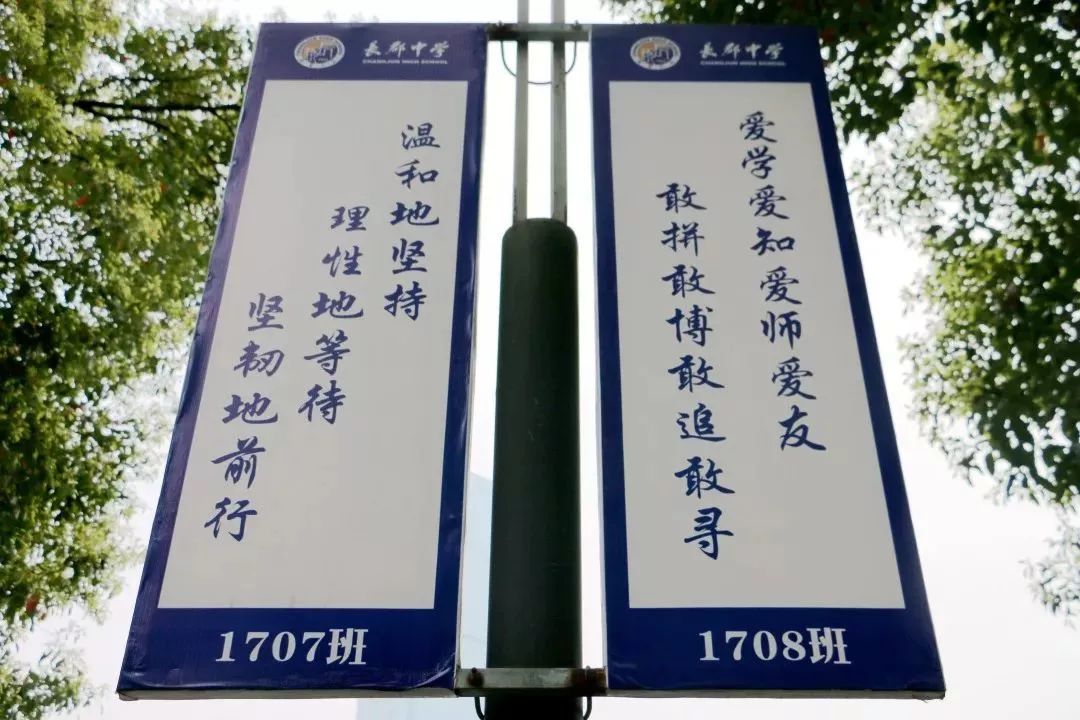 長郡中学
CHANGJUN HIGH SCHOOL
温和地坚持
理性地等待
坚韧地前行
1707班
長郡中学
CHANGJUN HIGH SCHOOL
爱学爱知爱师爱友
敢拼敢博敢追敢寻
1708班